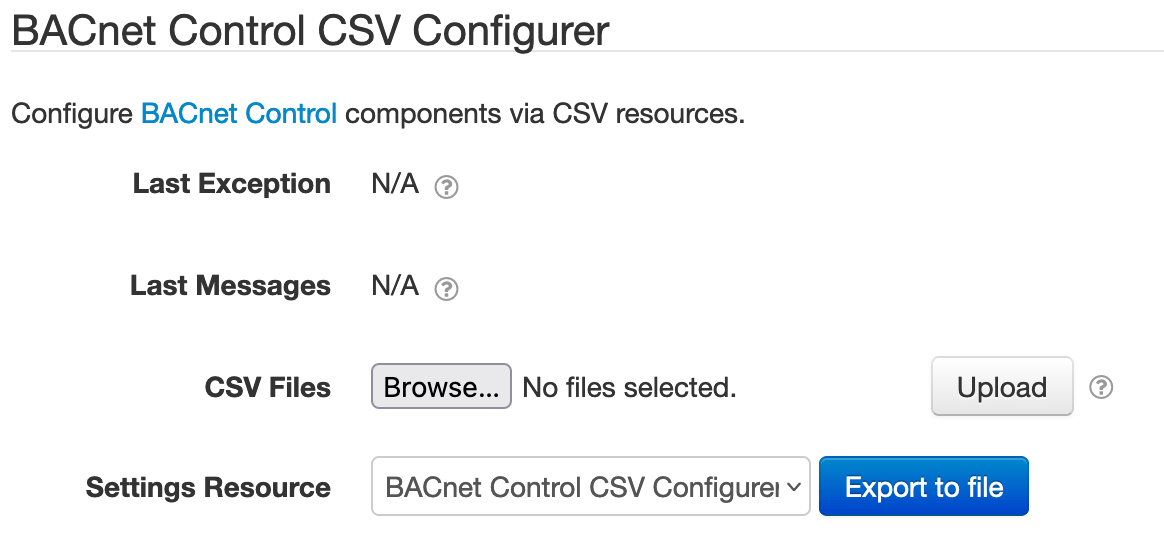 BACnet Control CSV Configurer
Configure BACnet Control components via CSV resources.
Last Exception N/A ?
Last Messages N/A ?
CSV Files Browse... No files selected. Upload ?
Settings Resource BACnet Control CSV Configurer Export to file